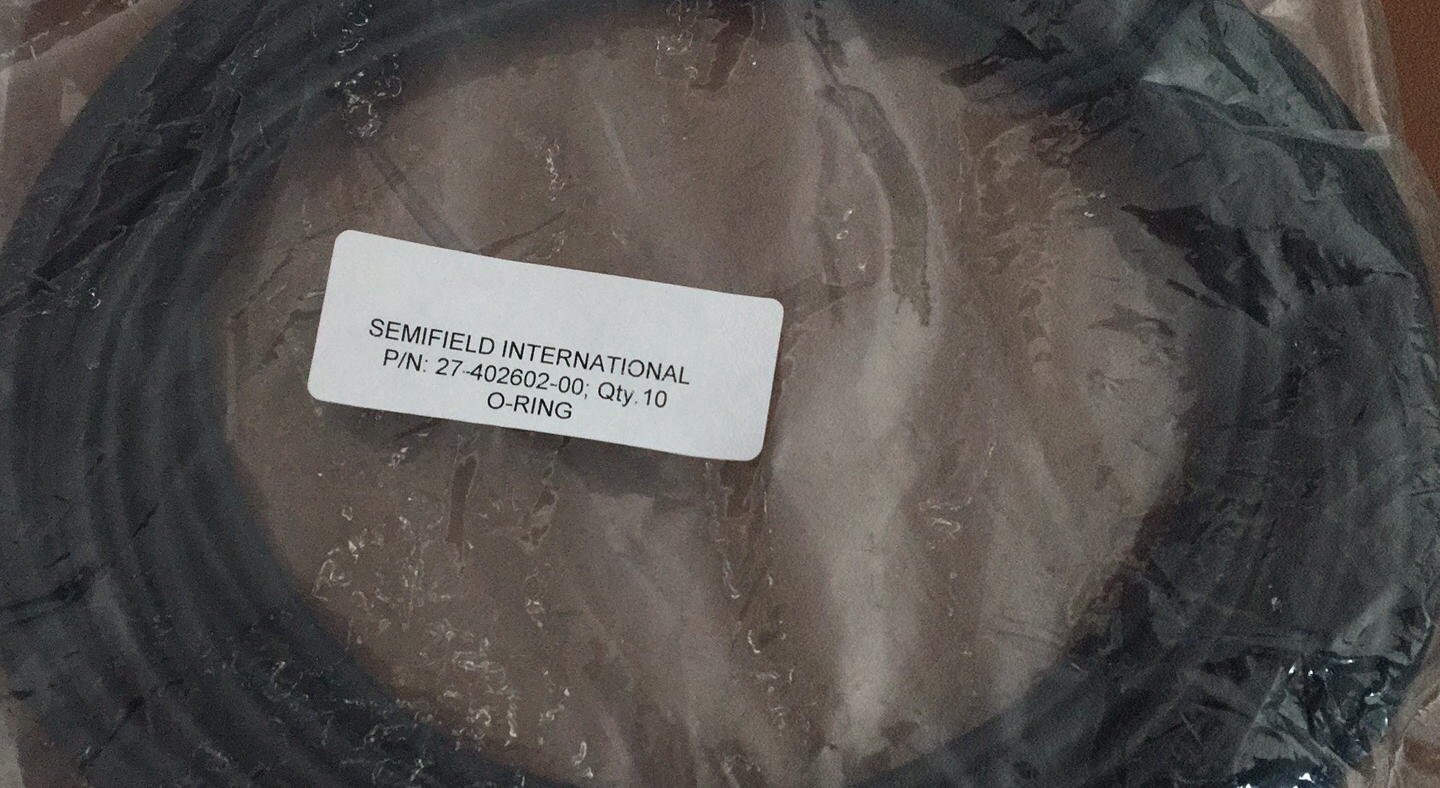 SEMIFIELD INTERNATIONAL
P/N: 27-402602-00; Qty.10
O-RING